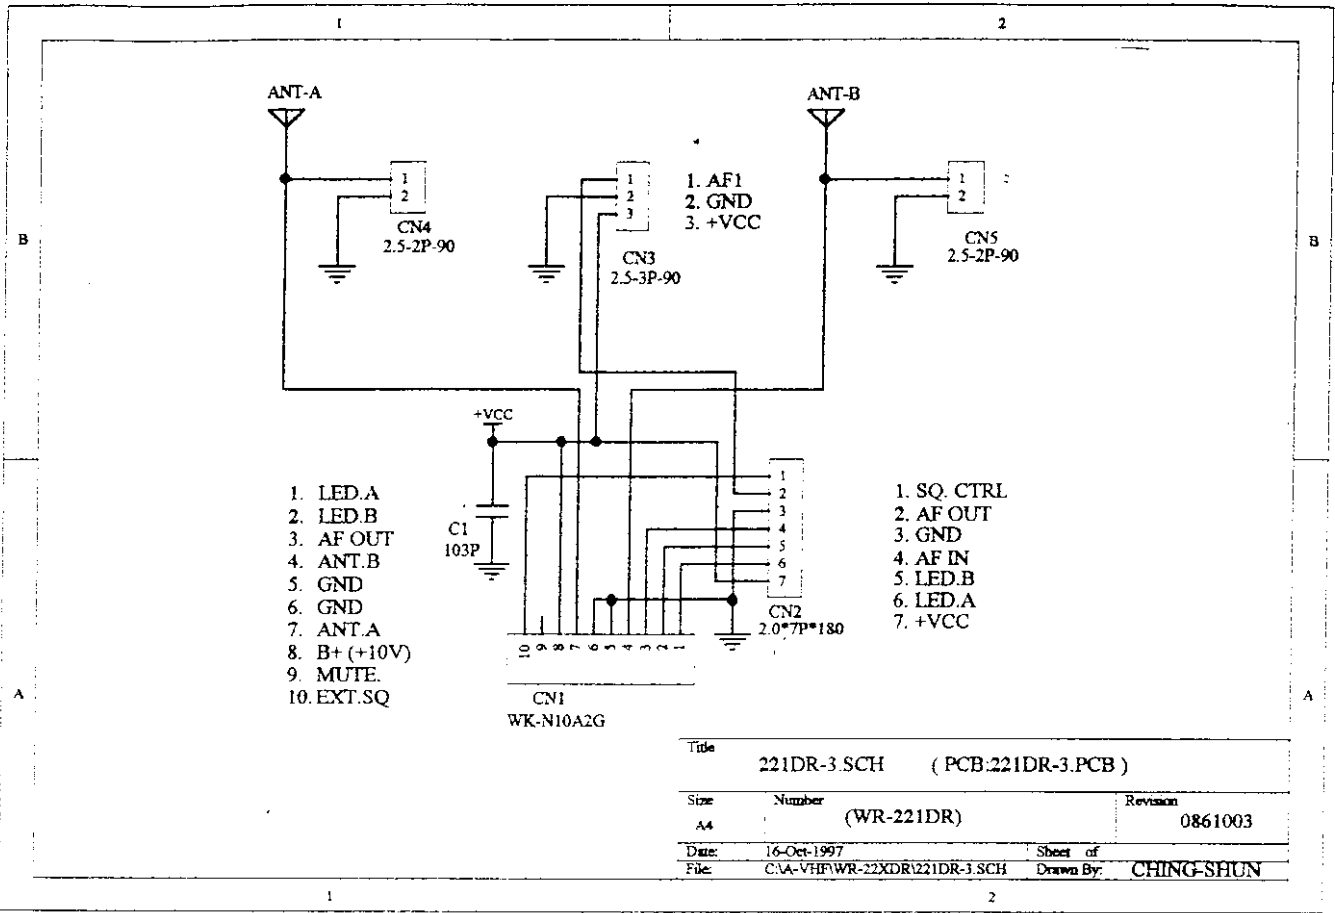 1
2
ANT-A
ANT-B
1
2
CN4
2.5-2P-90
1
2
3
CN3
2.5-3P-90
1. AF1
2. GND
3. +VCC
1
2
CN5
2.5-2P-90
B
B
+VCC
C1
103P
1. LED.A
2. LED.B
3. AF OUT
4. ANT.B
5. GND
6. GND
7. ANT.A
8. B+ (+10V)
9. MUTE.
10. EXT.SQ
1
2
3
4
5
6
7
CN2
2.0*7P*180
1. SQ. CTRL
2. AF OUT
3. GND
4. AF IN
5. LED.B
6. LED.A
7. +VCC
10 9 8 7 6 5 4 3 2 1
CN1
WK-N10A2G
A
A
Title
221DR-3.SCH ( PCB:221DR-3.PCB )
Size
A4
Number
(WR-221DR)
Revision
0861003
Date: 16-Oct-1997 Sheet of
File: C:\A-VHF\WR-22XDR\221DR-3.SCH Drawn By: CHING-SHUN
1
2